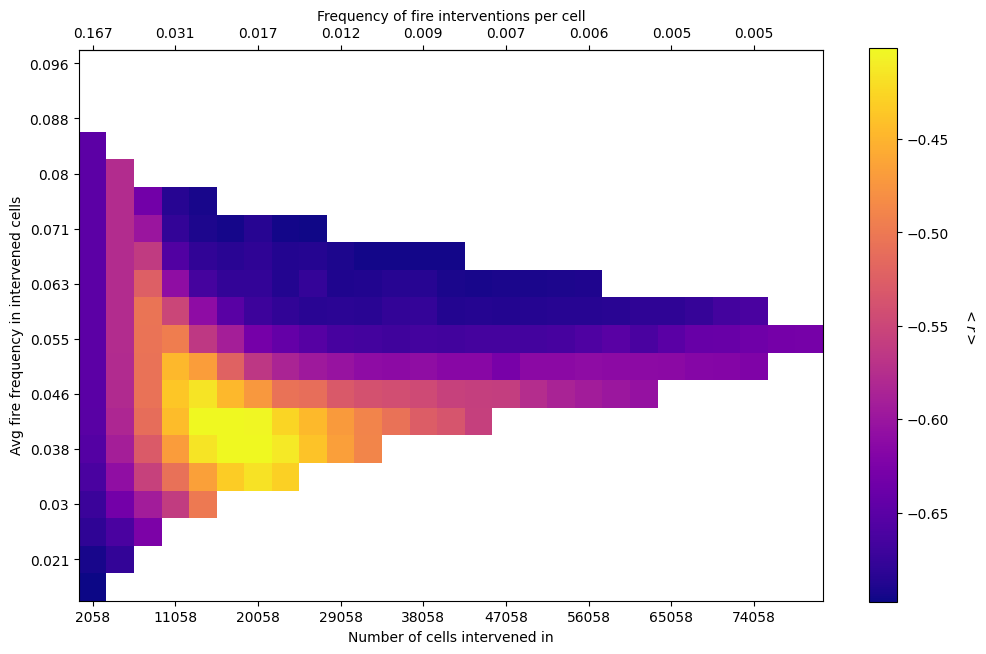 Frequency of fire interventions per cell
0.167 0.031 0.017 0.012 0.009 0.007 0.006 0.005 0.005
Avg fire frequency in intervened cells
0.096
0.088
0.08
0.071
0.063
0.055
0.046
0.038
0.03
0.021
2058 11058 20058 29058 38058 47058 56058 65058 74058
Number of cells intervened in
−0.45
−0.50
−0.55
−0.60
−0.65
< r >